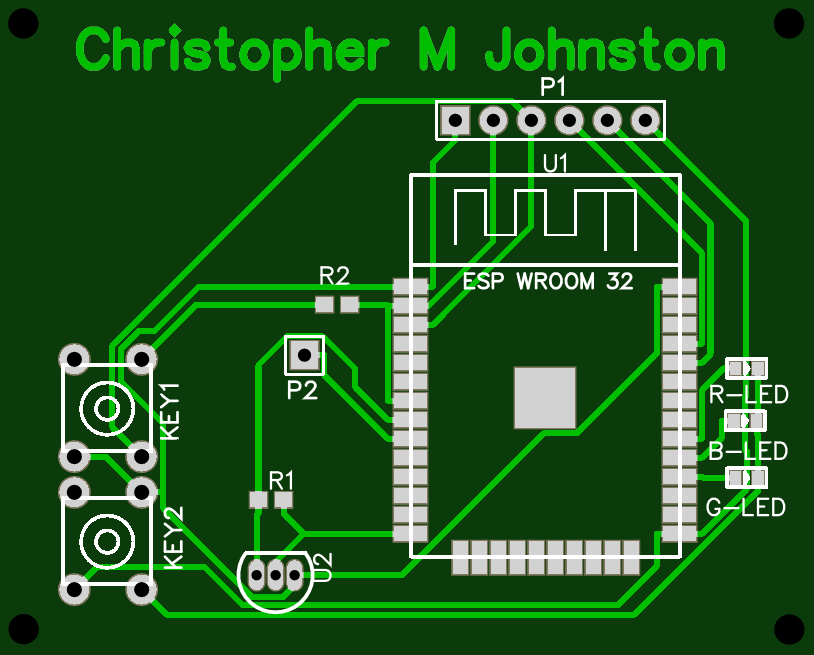 Christopher M Johnston
P1
U1
ESP WROOM 32
R2
P2
R-LED
KEY1
B-LED
R1
G-LED
KEY2
U2